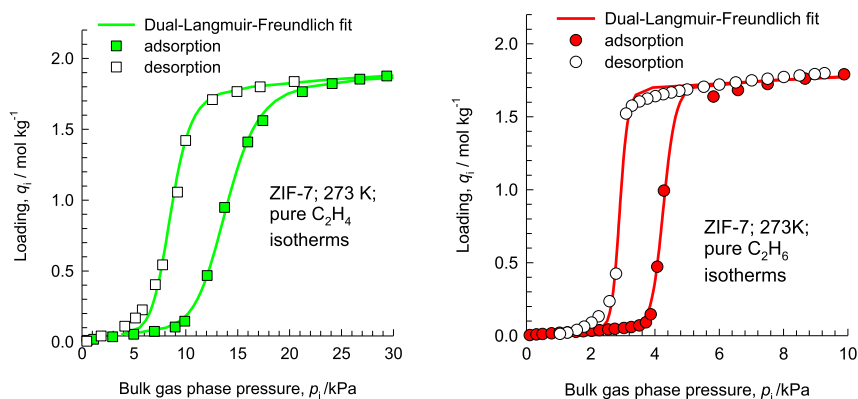 Dual-Langmuir-Freundlich fit
adsorption
desorption
2.0
1.5
1.0
0.5
0.0
0 5 10 15 20 25 30
Loading, qi / mol kg-1
ZIF-7; 273 K;
pure C2H4
isotherms
Bulk gas phase pressure, pi /kPa
Dual-Langmuir-Freundlich fit
adsorption
desorption
2.0
1.5
1.0
0.5
0.0
0 2 4 6 8 10
Loading, qi / mol kg-1
ZIF-7; 273K;
pure C2H6
isotherms
Bulk gas phase pressure, pi /kPa